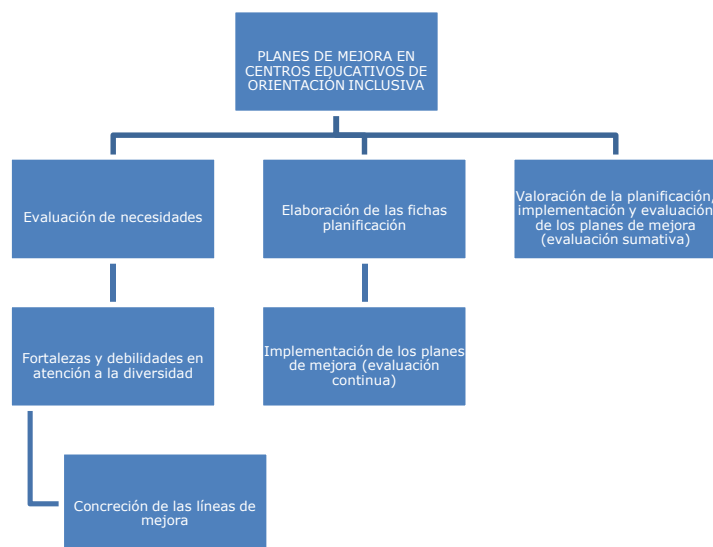 PLANES DE MEJORA EN
CENTROS EDUCATIVOS DE
ORIENTACIÓN INCLUSIVA
Evaluación de necesidades
Elaboración de las fichas
planificación
Valoración de la planificación,
implementación y evaluación
de los planes de mejora
(evaluación sumativa)
Fortalezas y debilidades en
atención a la diversidad
Implementación de los planes
de mejora (evaluación
continua)
Concreción de las líneas de
mejora